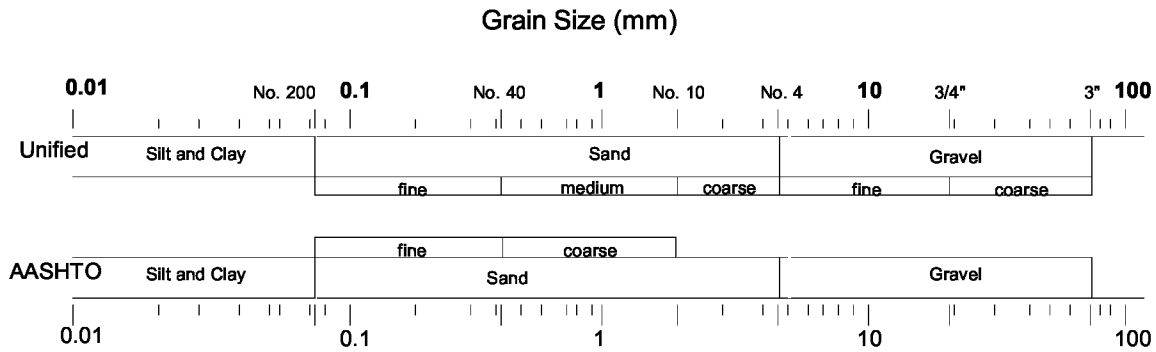 Grain Size (mm)
0.01 No. 200 0.1 No. 40 1 No. 10 No. 4 10 3/4" 3" 100
Unified Silt and Clay Sand Gravel
fine medium coarse fine coarse
fine coarse
AASHTO Silt and Clay Sand Gravel
0.01 0.1 1 10 100